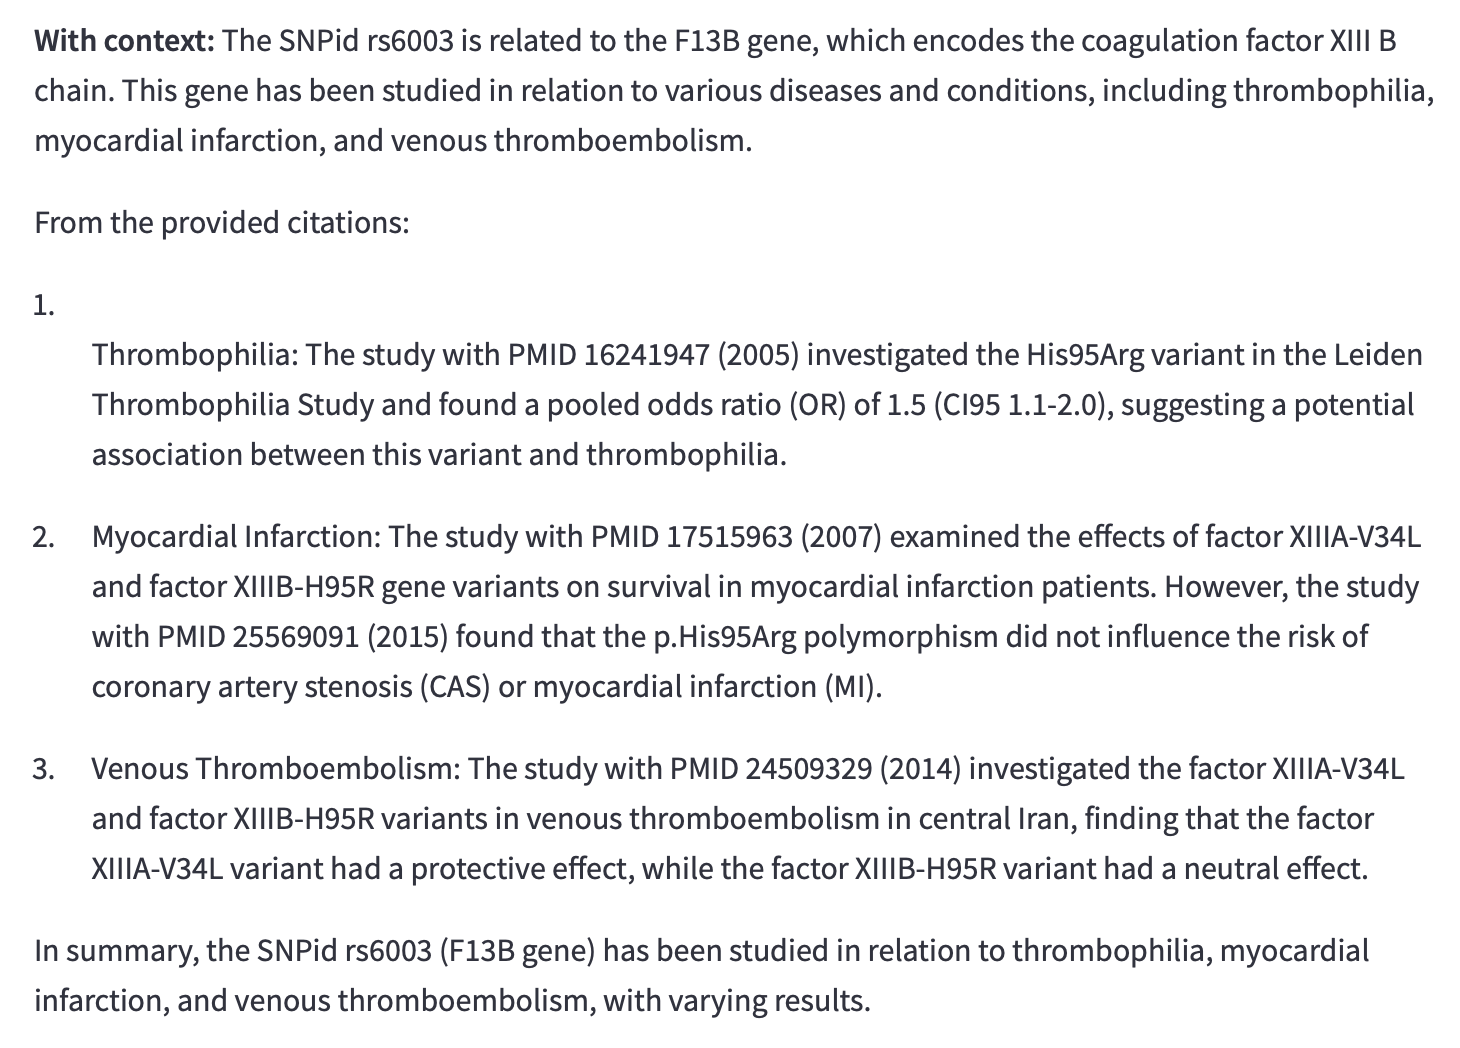 With context: The SNPid rs6003 is related to the F13B gene, which encodes the coagulation factor XIII B
chain. This gene has been studied in relation to various diseases and conditions, including thrombophilia,
myocardial infarction, and venous thromboembolism.
From the provided citations:
1.
Thrombophilia: The study with PMID 16241947 (2005) investigated the His95Arg variant in the Leiden
Thrombophilia Study and found a pooled odds ratio (OR) of 1.5 (CI95 1.1-2.0), suggesting a potential
association between this variant and thrombophilia.
2. Myocardial Infarction: The study with PMID 17515963 (2007) examined the effects of factor XIIIA-V34L
and factor XIIIB-H95R gene variants on survival in myocardial infarction patients. However, the study
with PMID 25569091 (2015) found that the p.His95Arg polymorphism did not influence the risk of
coronary artery stenosis (CAS) or myocardial infarction (MI).
3. Venous Thromboembolism: The study with PMID 24509329 (2014) investigated the factor XIIIA-V34L
and factor XIIIB-H95R variants in venous thromboembolism in central Iran, finding that the factor
XIIIA-V34L variant had a protective effect, while the factor XIIIB-H95R variant had a neutral effect.
In summary, the SNPid rs6003 (F13B gene) has been studied in relation to thrombophilia, myocardial
infarction, and venous thromboembolism, with varying results.